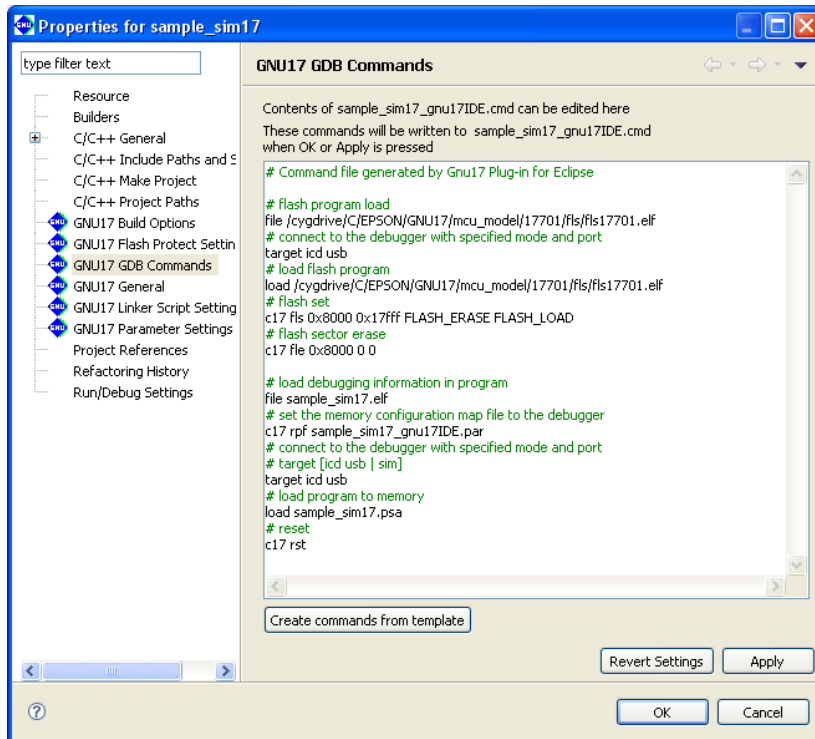 Properties for sample_sim17
type filter text
Resource
Builders
C/C++ General
C/C++ Include Paths and S
C/C++ Make Project
C/C++ Project Paths
GNU17 Build Options
GNU17 Flash Protect Settin
GNU17 GDB Commands
GNU17 General
GNU17 Linker Script Setting
GNU17 Parameter Settings
Project References
Refactoring History
Run/Debug Settings
GNU17 GDB Commands
Contents of sample_sim17_gnu17IDE.cmd can be edited here
These commands will be written to sample_sim17_gnu17IDE.cmd
when OK or Apply is pressed
# Command file generated by Gnu17 Plug-in for Eclipse
# flash program load
file /cygdrive/C/EPSON/GNU17/mcu_model/17701/fls/fls17701.elf
# connect to the debugger with specified mode and port
target icd usb
# load flash program
load /cygdrive/C/EPSON/GNU17/mcu_model/17701/fls/fls17701.elf
# flash set
c17 fls 0x8000 0x17fff FLASH_ERASE FLASH_LOAD
# flash sector erase
c17 fle 0x8000 0 0
# load debugging information in program
file sample_sim17.elf
# set the memory configuration map file to the debugger
c17 rpf sample_sim17_gnu17IDE.par
# connect to the debugger with specified mode and port
# target [icd usb | sim]
target icd usb
# load program to memory
load sample_sim17.psa
# reset
c17 rst
Create commands from template
Revert Settings
Apply
OK
Cancel